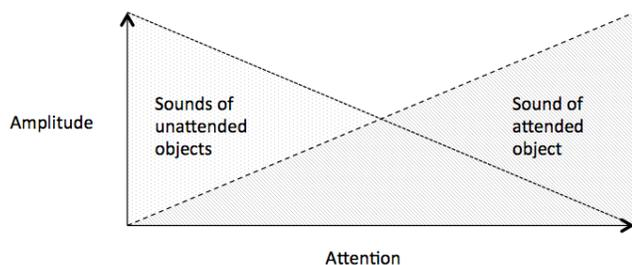 Amplitude
Sounds of
unattended
objects
Sound of
attended
object
Attention